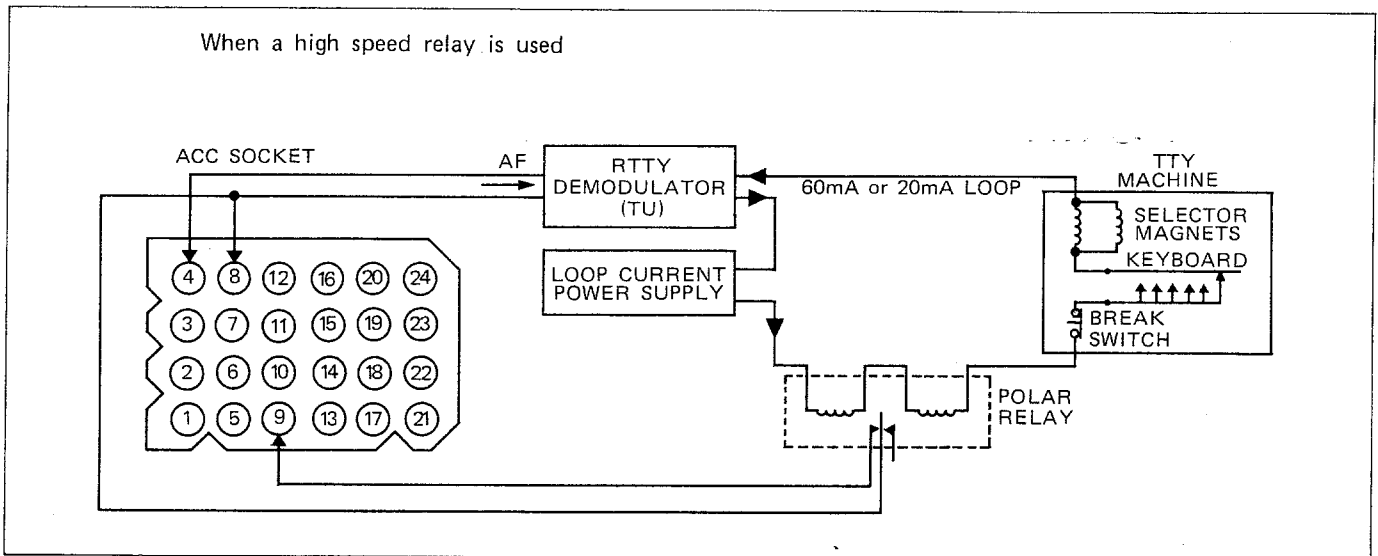 When a high speed relay is used
ACC SOCKET
AF
RTTY
DEMODULATOR
(TU)
60mA or 20mA LOOP
TTY
MACHINE
SELECTOR
MAGNETS
KEYBOARD
BREAK
SWITCH
LOOP CURRENT
POWER SUPPLY
POLAR
RELAY
4 8 12 16 20 24
3 7 11 15 19 23
2 6 10 14 18 22
1 5 9 13 17 21